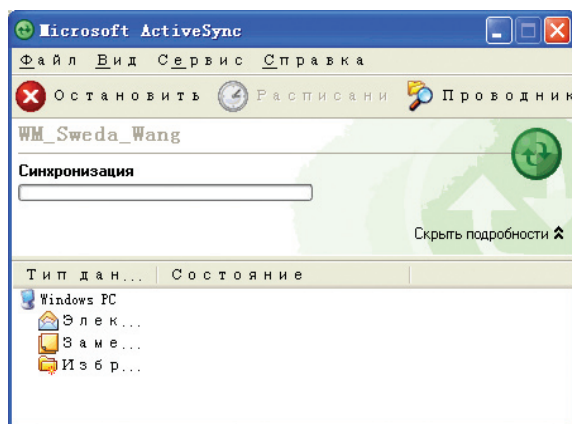 Microsoft ActiveSync
Файл Вид Сервис Справка
Остановить Расписани Проводник
WM_Sweda_Wang
Синхронизация
Скрыть подробности
Тип дан... Состояние
Windows PC
Элек...
Заме...
Избр...